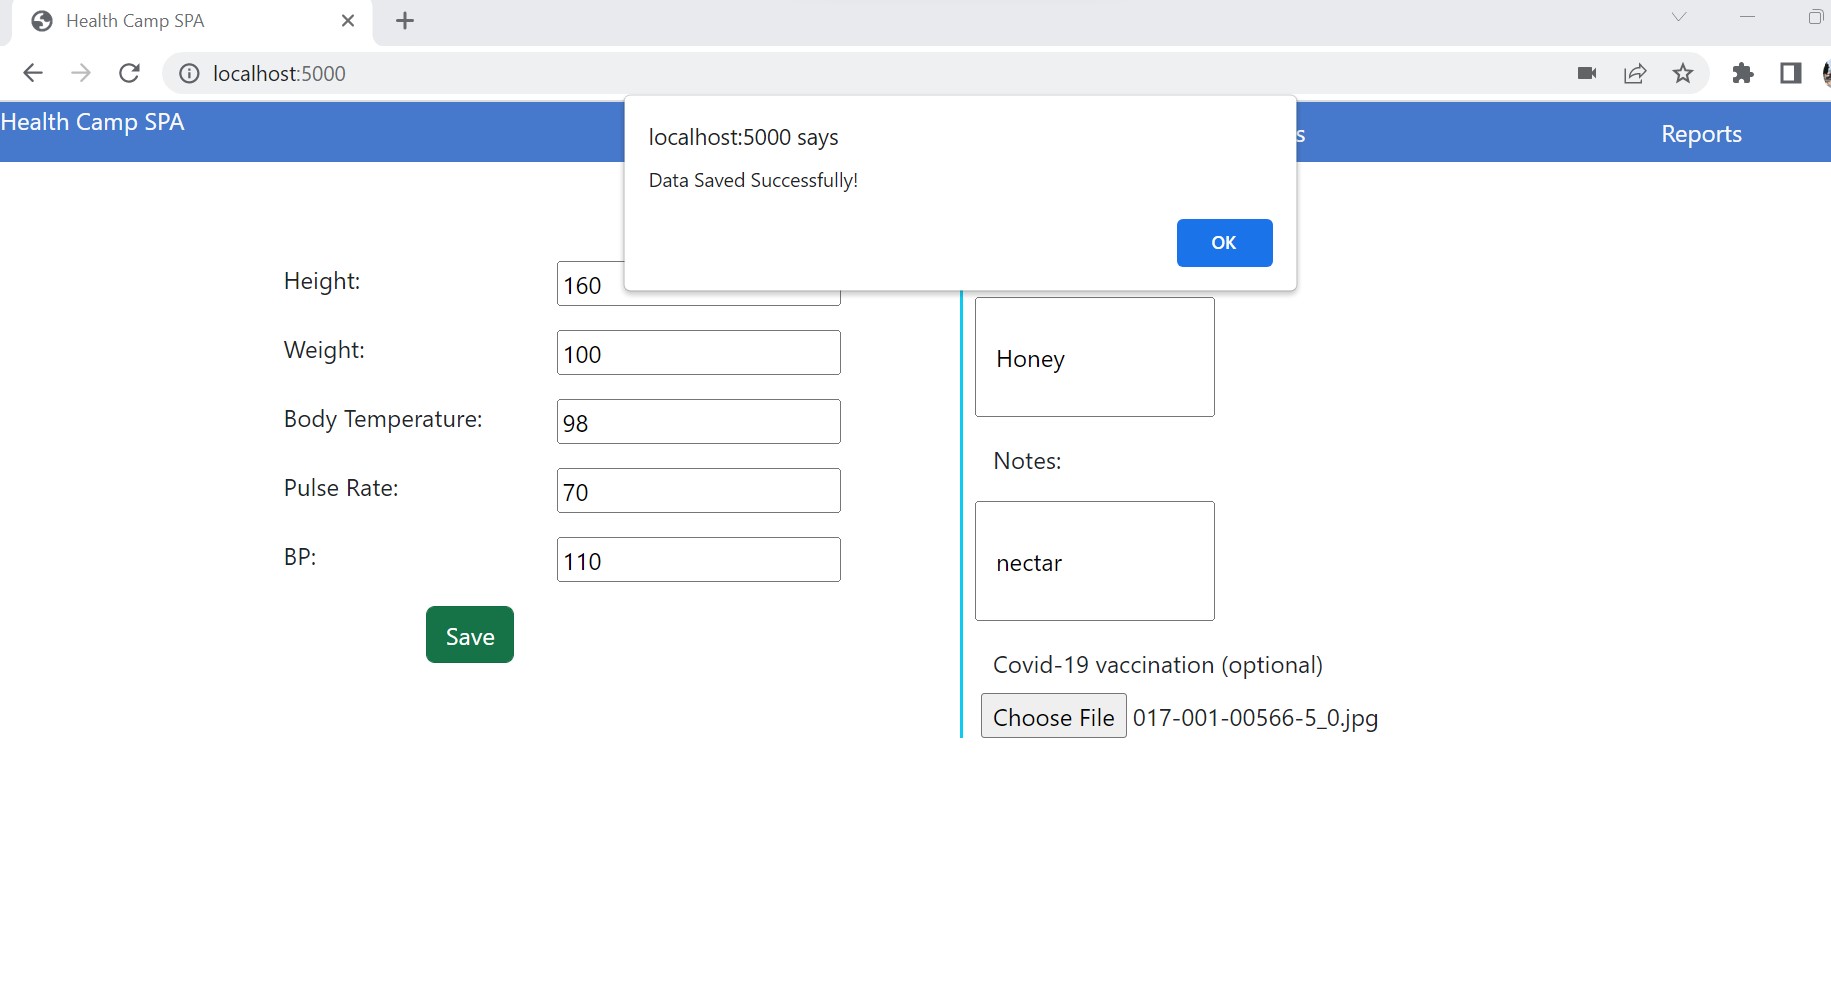 Health Camp SPA
localhost:5000
Health Camp SPA
Reports
localhost:5000 says
Data Saved Successfully!
OK
Height:
160
Weight:
100
Body Temperature:
98
Pulse Rate:
70
BP:
110
Save
Honey
Notes:
nectar
Covid-19 vaccination (optional)
Choose File 017-001-00566-5_0.jpg